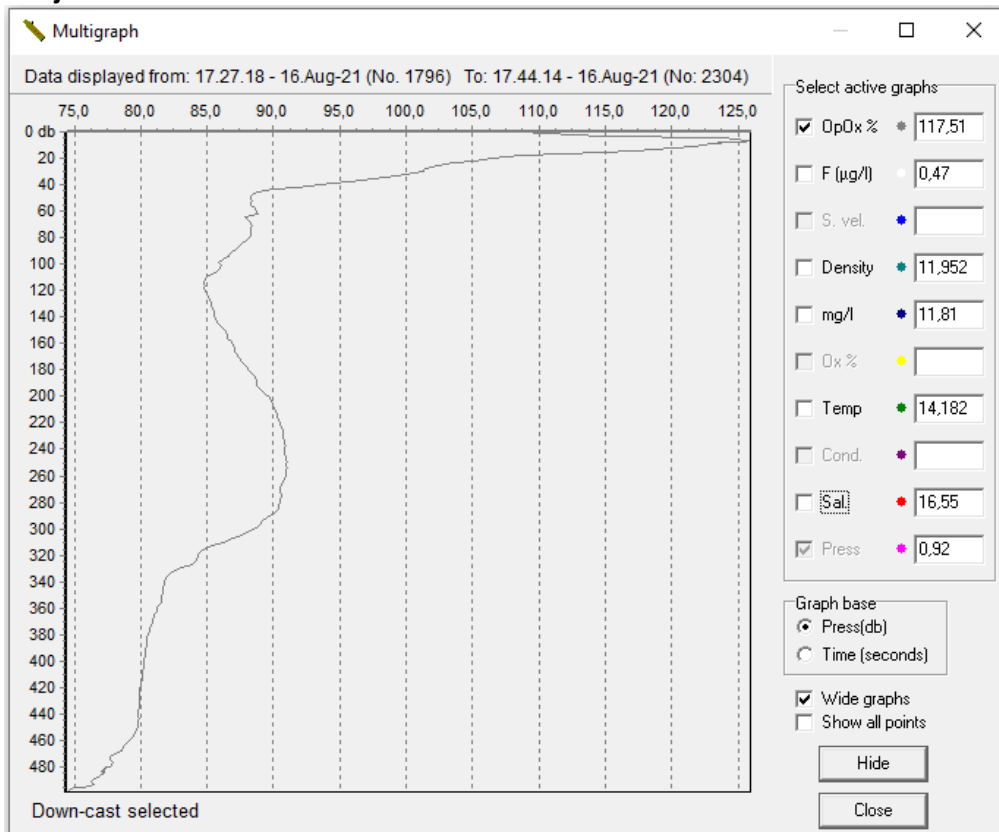 Multigraph
Data displayed from: 17.27.18 - 16.Aug-21 (No. 1796) To: 17.44.14 - 16.Aug-21 (No: 2304)
75,0 80,0 85,0 90,0 95,0 100,0 105,0 110,0 115,0 120,0 125,0
0 db
20
40
60
80
100
120
140
160
180
200
220
240
260
280
300
320
340
360
380
400
420
440
460
480
Down-cast selected
Select active graphs
OpOx % 117,51
F (µg/l) 0,47
S. vel.
Density 11,952
mg/l 11,81
Ox %
Temp 14,182
Cond.
Sal. 16,55
Press 0,92
Graph base
Press(db)
Time (seconds)
Wide graphs
Show all points
Hide
Close